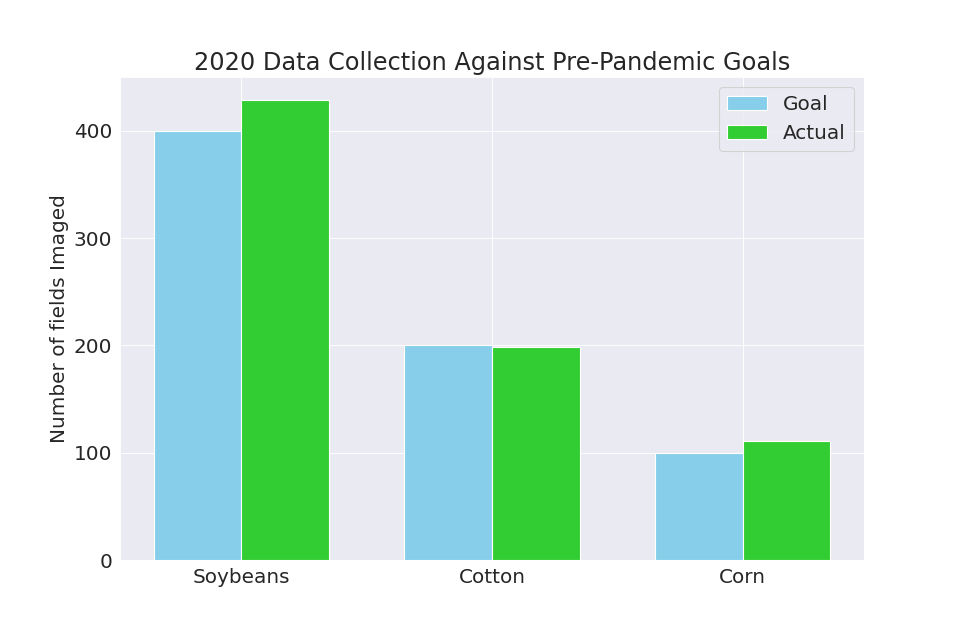 2020 Data Collection Against Pre-Pandemic Goals
Goal
Actual
Number of fields Imaged
400
300
200
100
0
Soybeans
Cotton
Corn